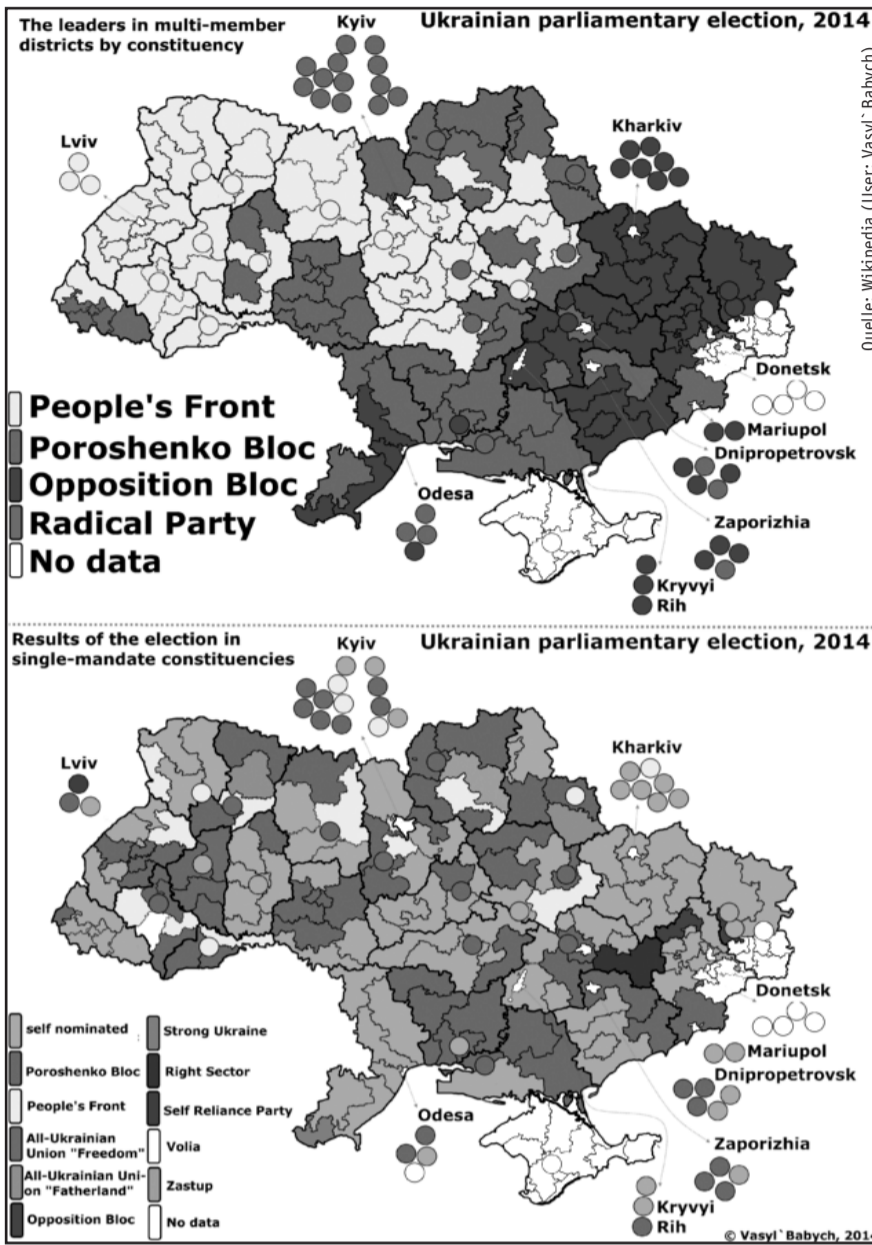 The leaders in multi-member
districts by constituency
Kyiv
Ukrainian parliamentary election, 2014
Quelle: Wikipedia (User: Vasyl`Babych)
Lviv
Kharkiv
People's Front
Poroshenko Bloc
Opposition Bloc
Radical Party
No data
Donetsk
Mariupol
Dnipropetrovsk
Odesa
Zaporizhia
Kryvyi
Rih
Results of the election in
single-mandate constituencies
Kyiv
Ukrainian parliamentary election, 2014
Lviv
Kharkiv
Donetsk
Mariupol
Dnipropetrovsk
Odesa
Zaporizhia
Kryvyi
Rih
self nominated
Poroshenko Bloc
People's Front
All-Ukrainian
Union "Freedom"
All-Ukrainian Uni-
on "Fatherland"
Opposition Bloc
Strong Ukraine
Right Sector
Self Reliance Party
Volia
Zastup
No data
© Vasyl`Babych, 2014